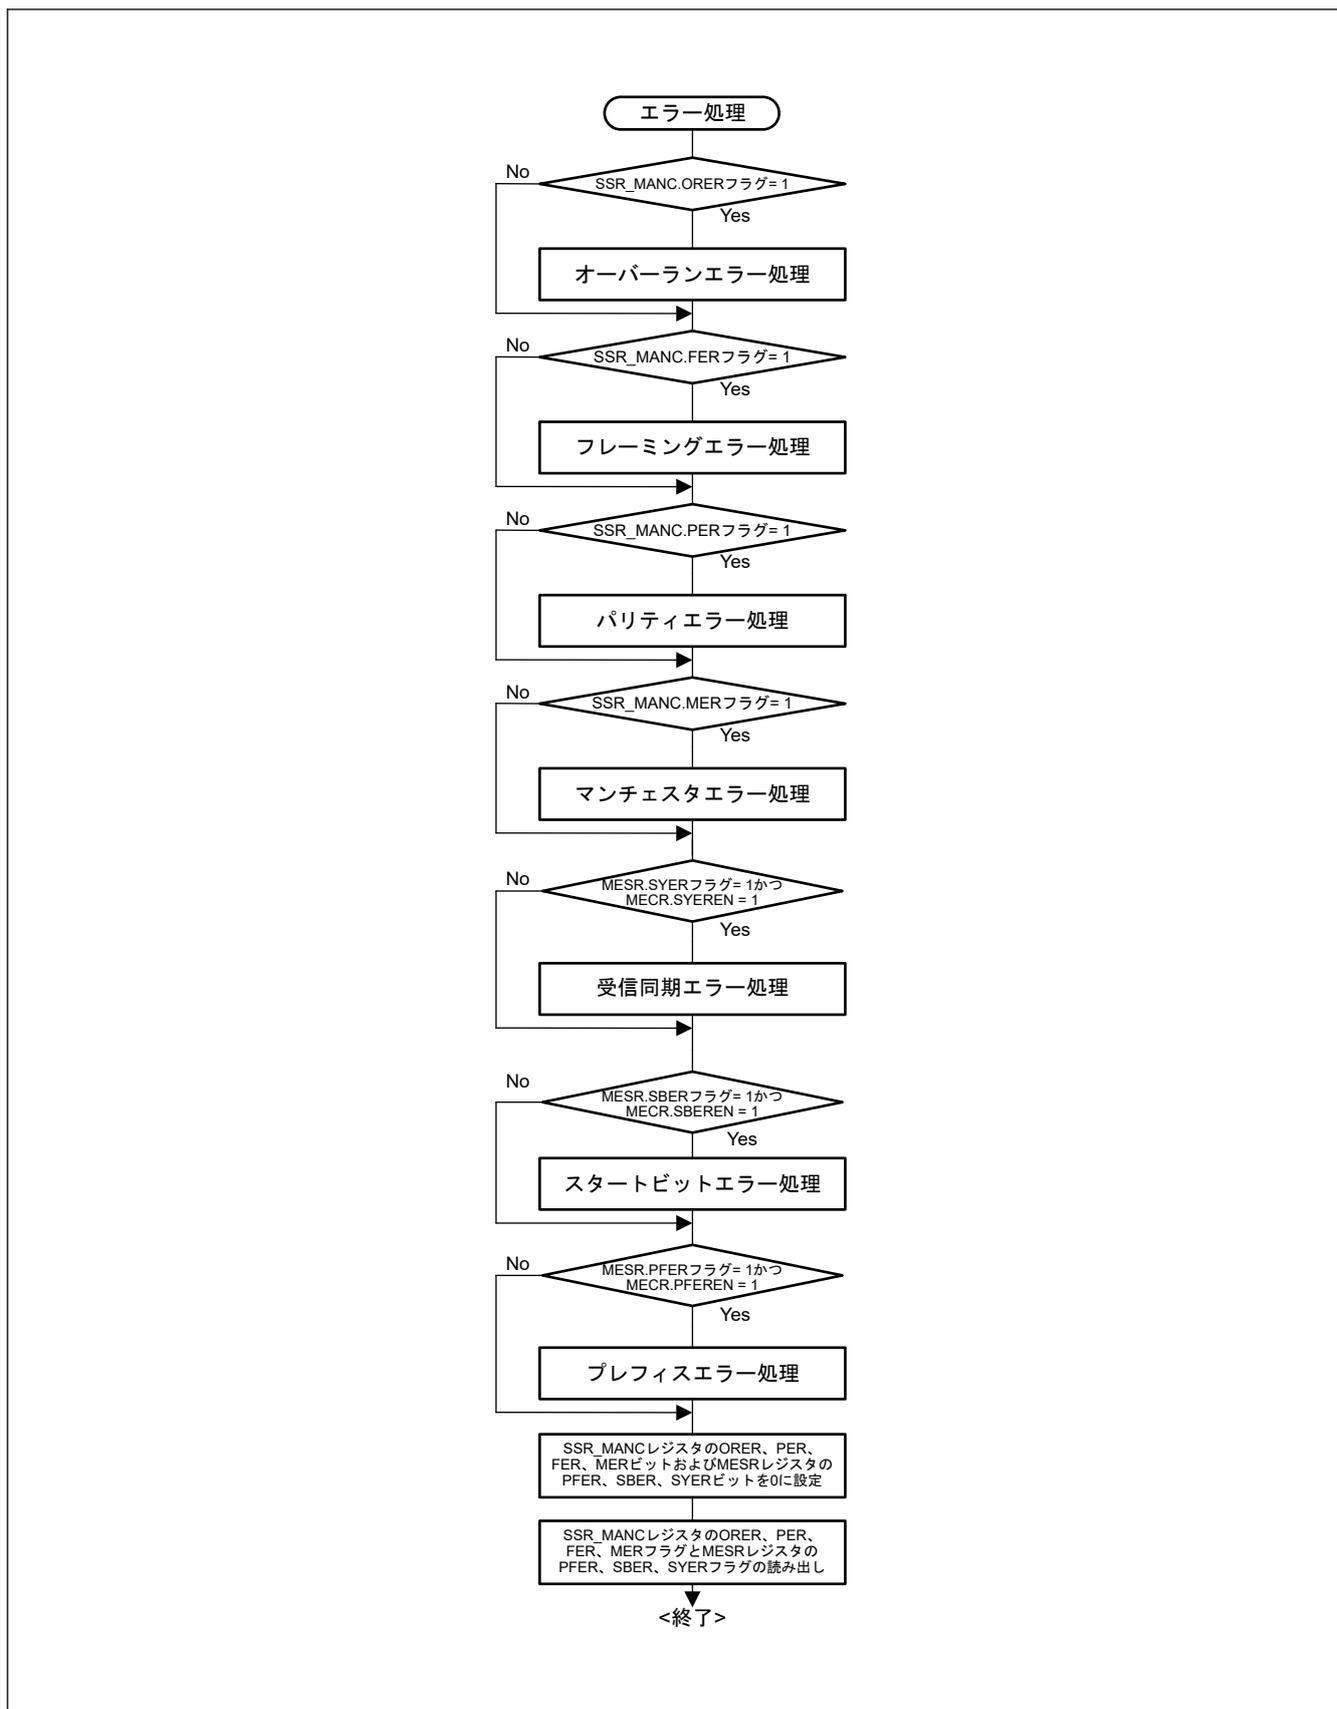 エラー処理
No
SSR_MANC.ORERフラグ= 1
Yes
オーバーランエラー処理
No
SSR_MANC.FERフラグ= 1
Yes
フレーミングエラー処理
No
SSR_MANC.PERフラグ= 1
Yes
パリティエラー処理
No
SSR_MANC.MERフラグ= 1
Yes
マンチェスタエラー処理
No
MESR.SYERフラグ= 1かつ
MECR.SYEREN = 1
Yes
受信同期エラー処理
No
MESR.SBERフラグ= 1かつ
MECR.SBEREN = 1
Yes
スタートビットエラー処理
No
MESR.PFERフラグ= 1かつ
MECR.PFEREN = 1
Yes
プレフィスエラー処理
SSR_MANCレジスタのORER、PER、
FER、MERビットおよびMESRレジスタの
PFER、SBER、SYERビットを0に設定
SSR_MANCレジスタのORER、PER、
FER、MERフラグとMESRレジスタの
PFER、SBER、SYERフラグの読み出し
<終了>